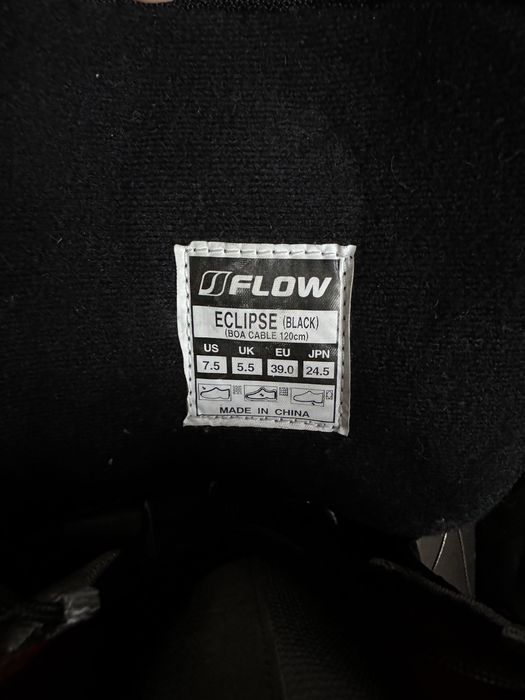 FLOW
ECLIPSE (BLACK)
(BOA CABLE 120cm)
US UK EU JPN
7.5 5.5 39.0 24.5
MADE IN CHINA